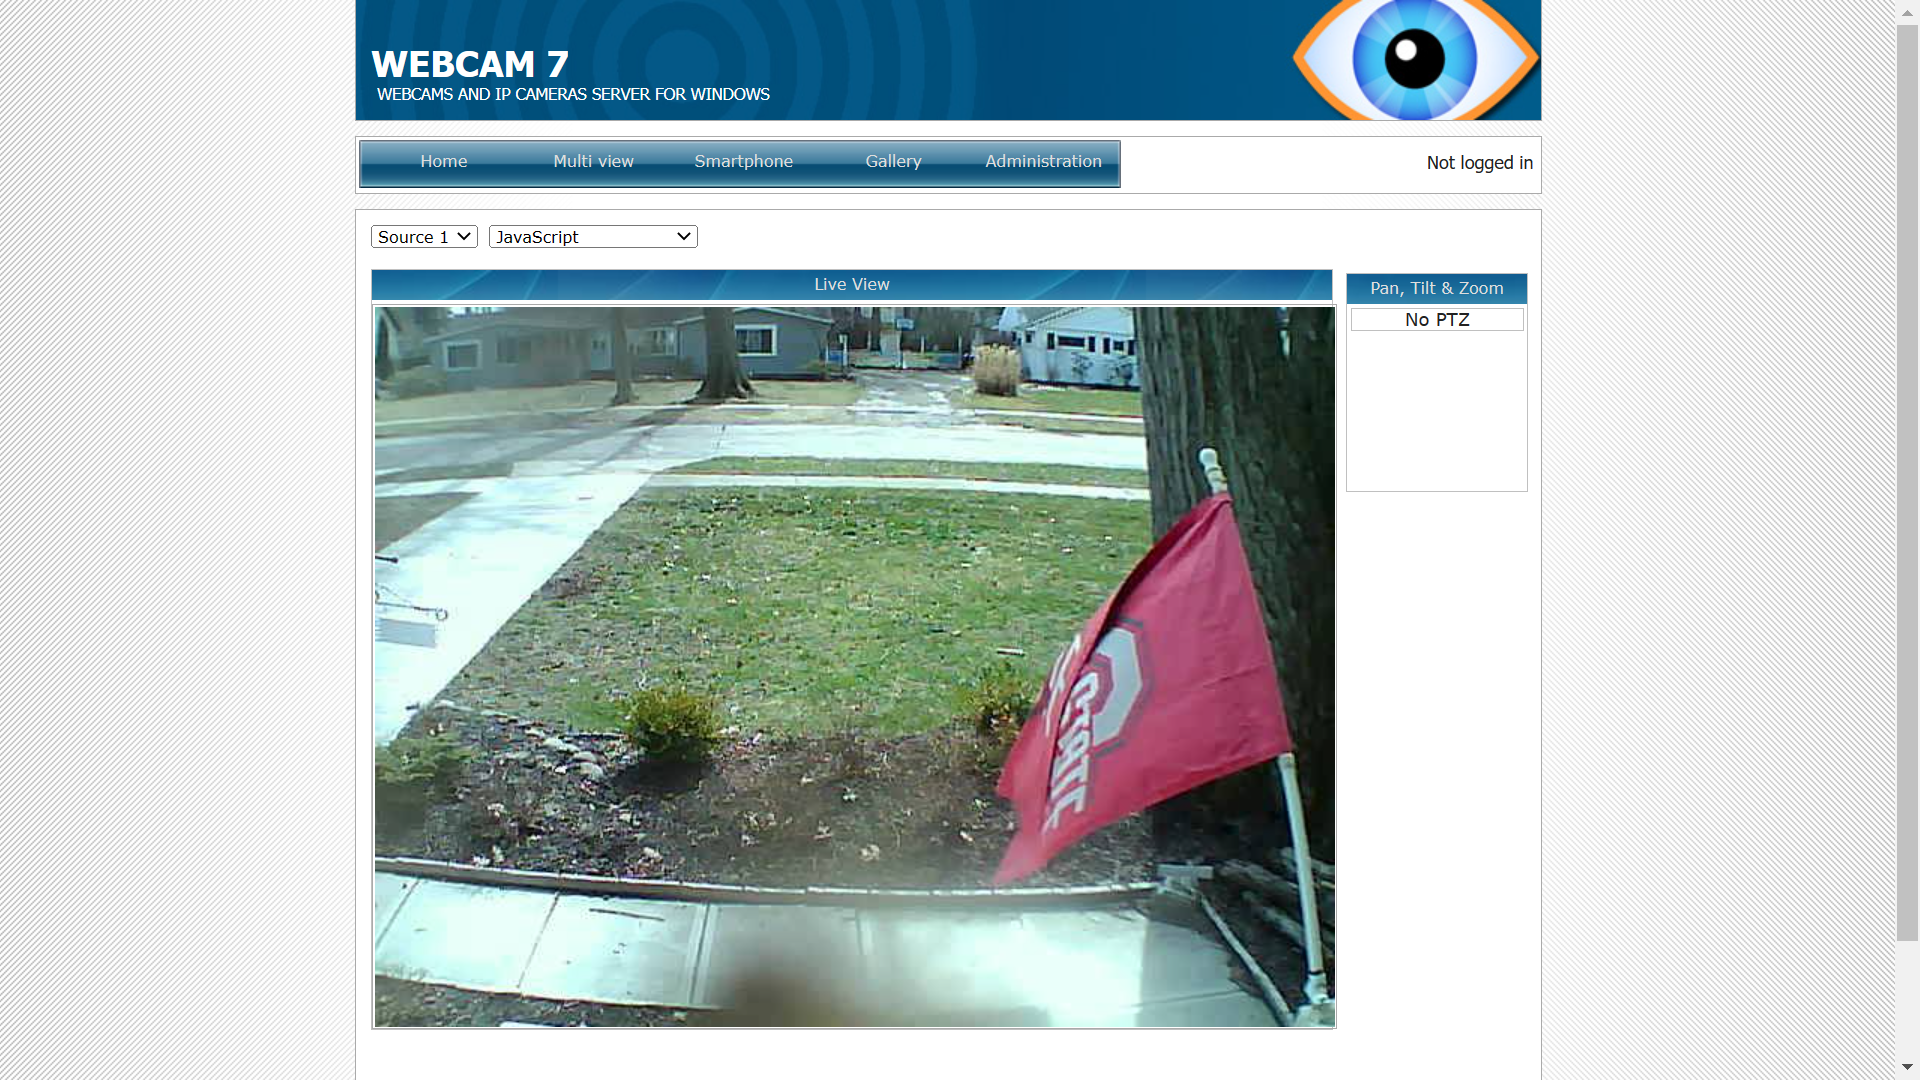 WEBCAM 7
WEBCAMS AND IP CAMERAS SERVER FOR WINDOWS
Home Multi view Smartphone Gallery Administration
Not logged in
Source 1 JavaScript
Live View
Pan, Tilt & Zoom
No PTZ